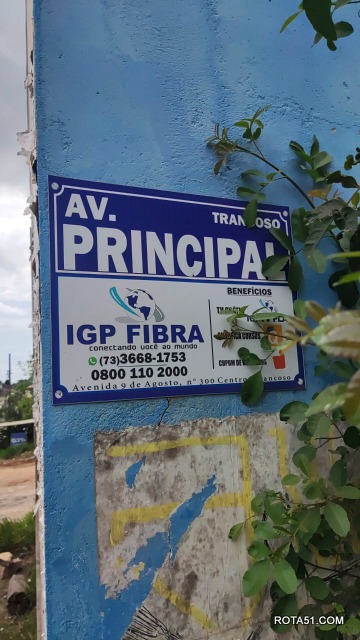 AV.
TRANCOSO
PRINCIPAL
BENEFÍCIOS
IGP FIBRA
conectando você ao mundo
(73)3668-1753
0800 110 2000
Avenida 9 de Agosto, nº 300 Centro Trancoso
ROTA51.COM